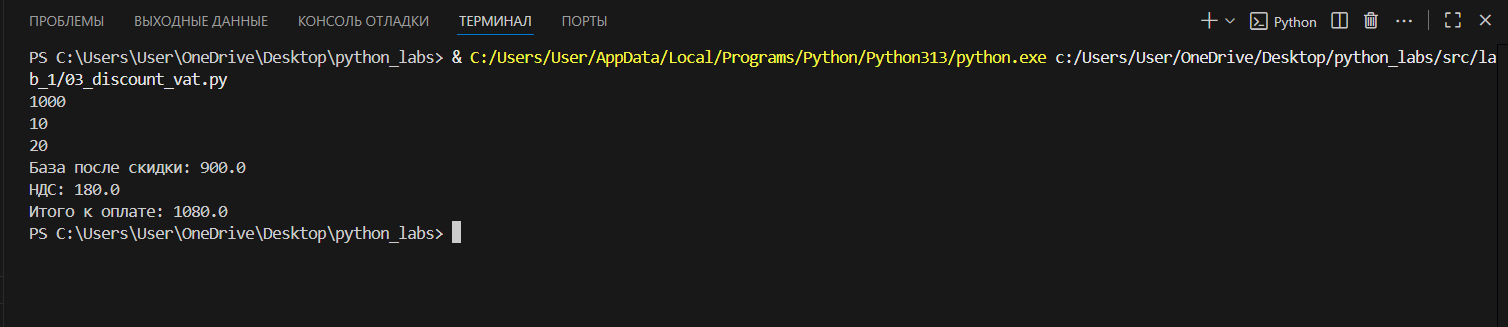 ПРОБЛЕМЫ ВЫХОДНЫЕ ДАННЫЕ КОНСОЛЬ ОТЛАДКИ ТЕРМИНАЛ ПОРТЫ Python
PS C:\Users\User\OneDrive\Desktop\python_labs> & C:/Users/User/AppData/Local/Programs/Python/Python313/python.exe c:/Users/User/OneDrive/Desktop/python_labs/src/la
b_1/03_discount_vat.py
1000
10
20
База после скидки: 900.0
НДС: 180.0
Итого к оплате: 1080.0
PS C:\Users\User\OneDrive\Desktop\python_labs>